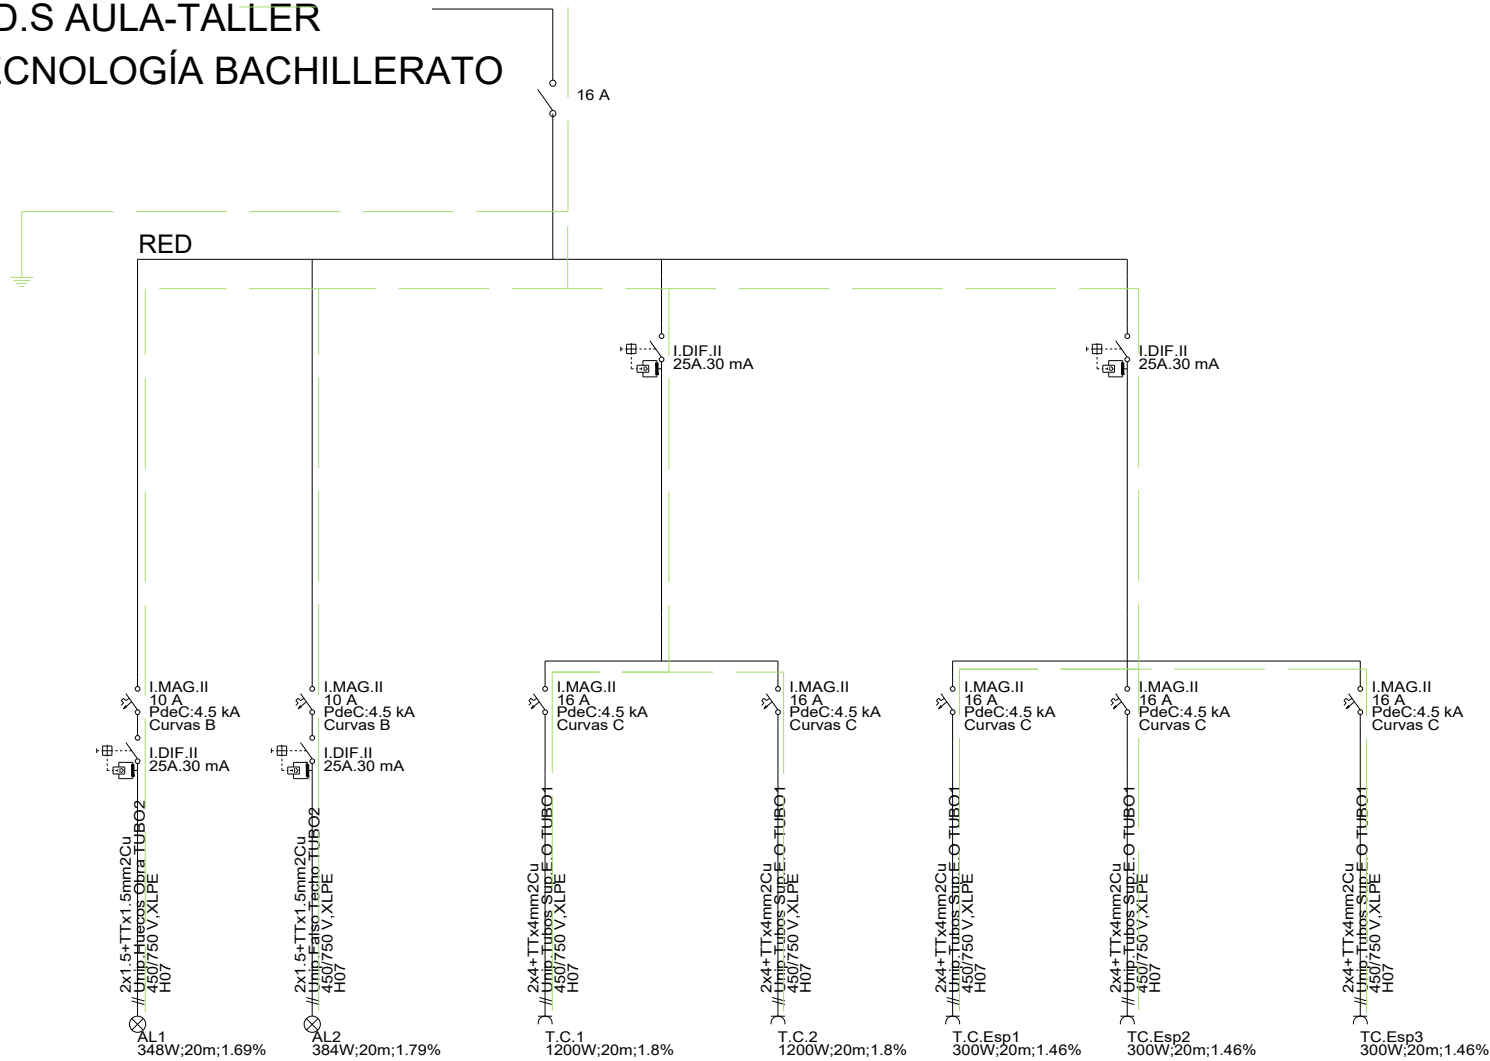 D.S AULA-TALLER
ECNOLOGÍA BACHILLERATO
16 A
RED
I.DIF.II
25A.30 mA
I.DIF.II
25A.30 mA
I.MAG.II
10 A
PdeC:4.5 kA
Curvas B
I.DIF.II
25A.30 mA
I.MAG.II
10 A
PdeC:4.5 kA
Curvas B
I.DIF.II
25A.30 mA
I.MAG.II
16 A
PdeC:4.5 kA
Curvas C
I.MAG.II
16 A
PdeC:4.5 kA
Curvas C
I.MAG.II
16 A
PdeC:4.5 kA
Curvas C
I.MAG.II
16 A
PdeC:4.5 kA
Curvas C
I.MAG.II
16 A
PdeC:4.5 kA
Curvas C
2x1.5+TTx1.5mm2Cu
Unip.Huecos Obra TUBO2
450/750 V,XLPE
H07
2x1.5+TTx1.5mm2Cu
Unip.Falso Techo TUBO2
450/750 V,XLPE
H07
2x4+TTx4mm2Cu
Unip.Tubos Sup.E.O TUBO1
450/750 V,XLPE
H07
2x4+TTx4mm2Cu
Unip.Tubos Sup.E.O TUBO1
450/750 V,XLPE
H07
2x4+TTx4mm2Cu
Unip.Tubos Sup.E.O TUBO1
450/750 V,XLPE
H07
2x4+TTx4mm2Cu
Unip.Tubos Sup.E.O TUBO1
450/750 V,XLPE
H07
2x4+TTx4mm2Cu
Unip.Tubos Sup.E.O TUBO1
450/750 V,XLPE
H07
AL1
348W;20m;1.69%
AL2
384W;20m;1.79%
T.C.1
1200W;20m;1.8%
T.C.2
1200W;20m;1.8%
T.C.Esp1
300W;20m;1.46%
TC.Esp2
300W;20m;1.46%
TC.Esp3
300W;20m;1.46%